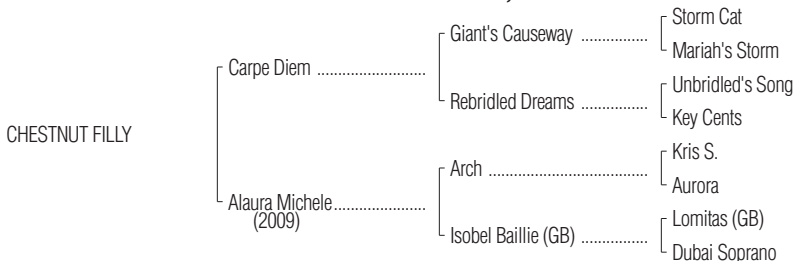 Storm Cat
Giant's Causeway ................
Mariah's Storm
Carpe Diem ..........................
Unbridled's Song
Rebridled Dreams ................
Key Cents
CHESTNUT FILLY
Kris S.
Arch ......................................
Aurora
Alaura Michele......................
(2009)
Lomitas (GB)
Isobel Baillie (GB) ................
Dubai Soprano